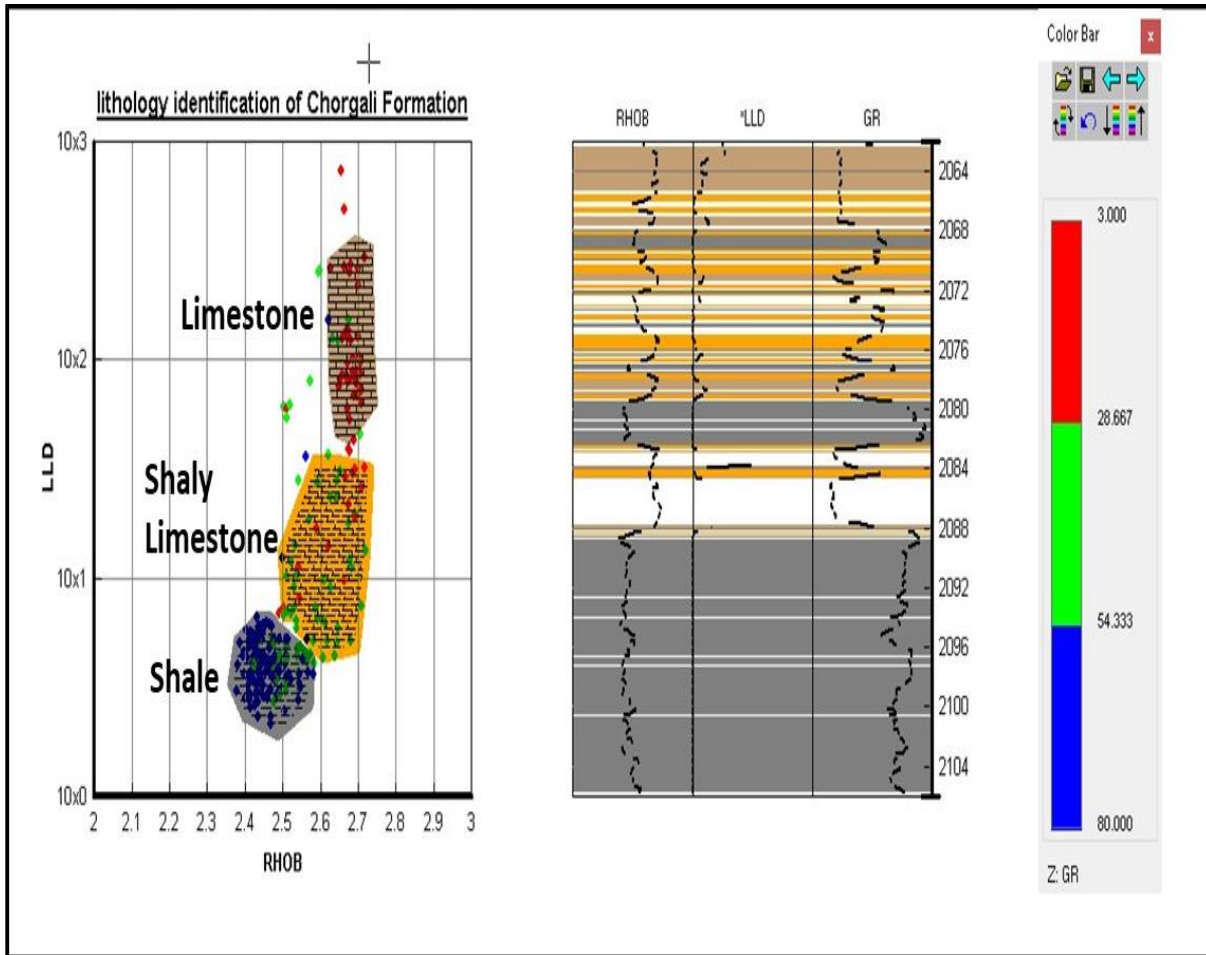 lithology identification of Chorgali Formation
10x3
10x2
10x1
10x0
LLD
Limestone
Shaly
Limestone
Shale
2 2.1 2.2 2.3 2.4 2.5 2.6 2.7 2.8 2.9 3
RHOB
RHOB *LLD GR
2064
2068
2072
2076
2080
2084
2088
2092
2096
2100
2104
Color Bar
x
3.000
28.667
54.333
80.000
Z: GR